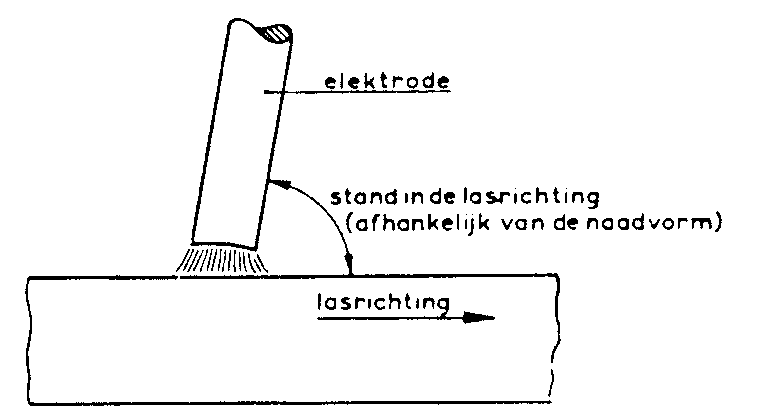 elektrode
stand in de lasrichting
(afhankelijk van de naadvorm)
lasrichting